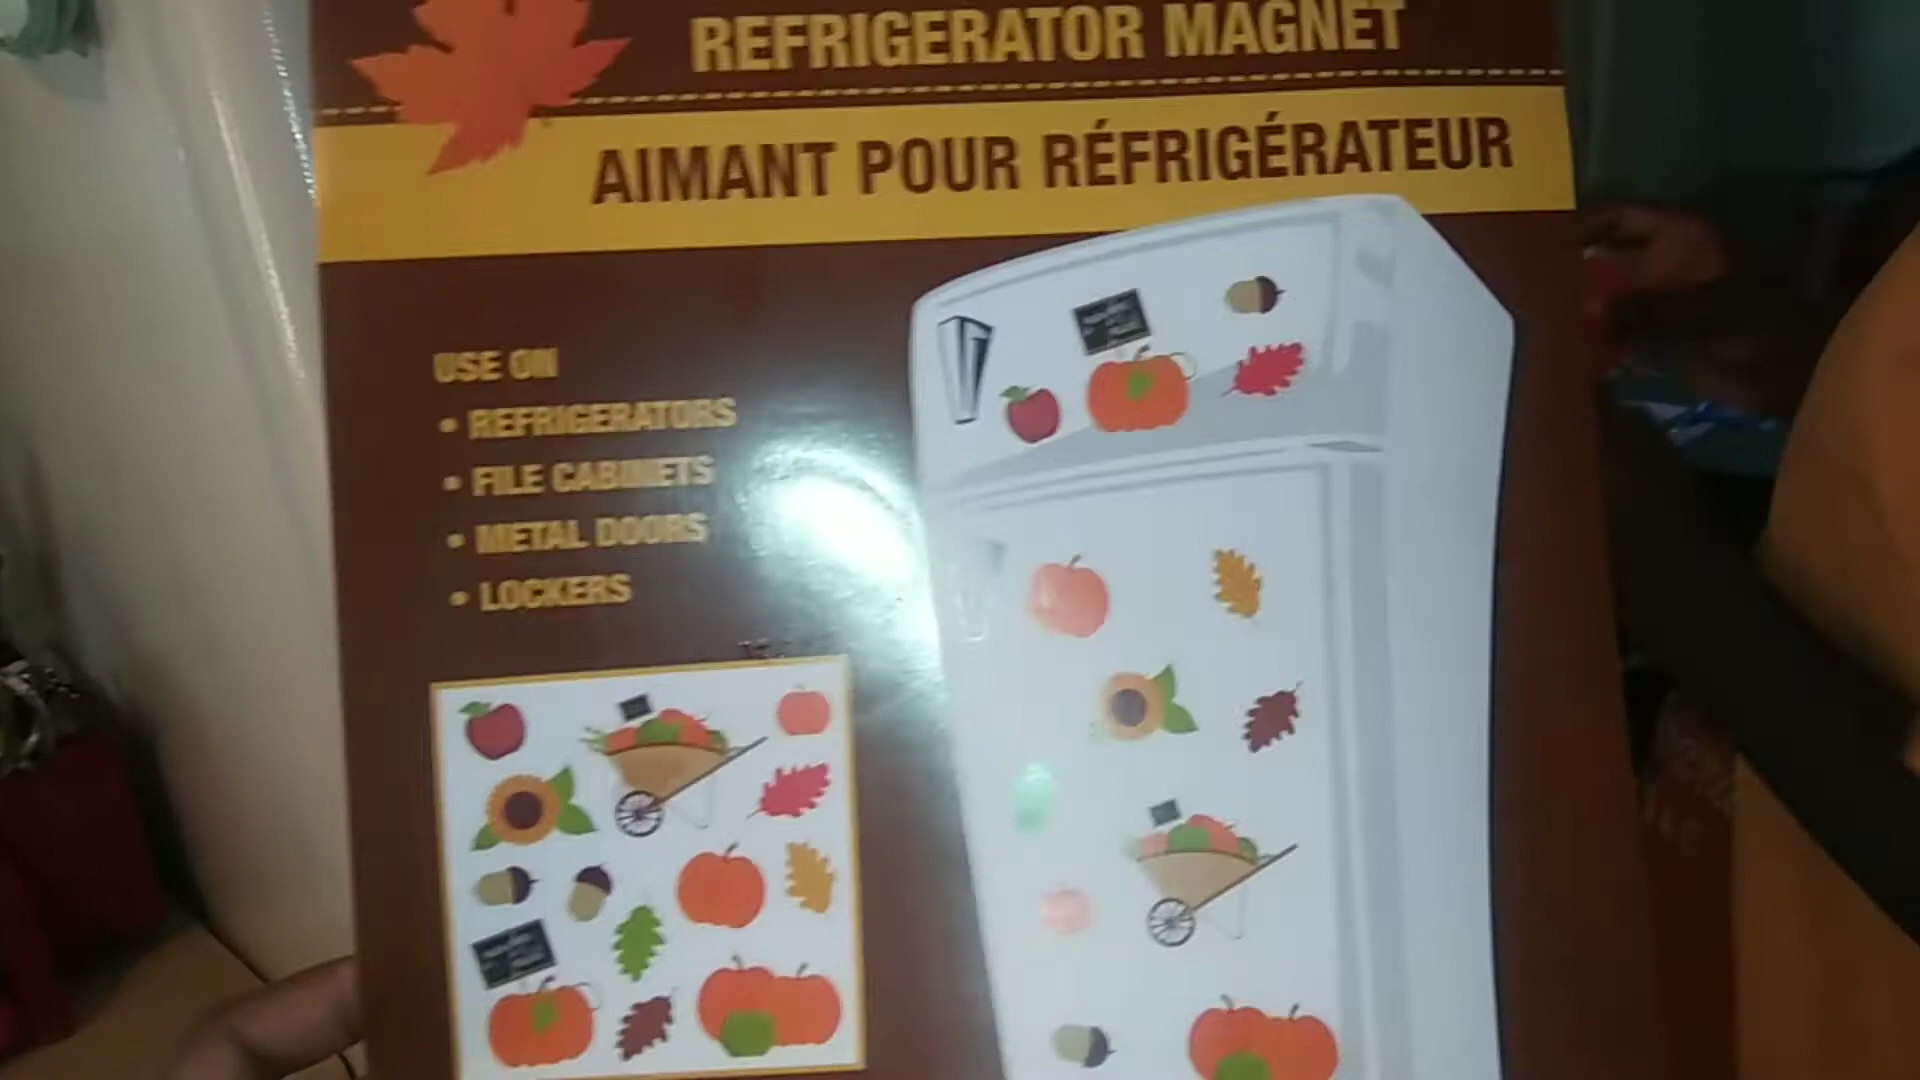 REFRIGERATOR MAGNET
AIMANT POUR RÉFRIGÉRATEUR
USE ON
• REFRIGERATORS
• FILE CABINETS
• METAL DOORS
• LOCKERS